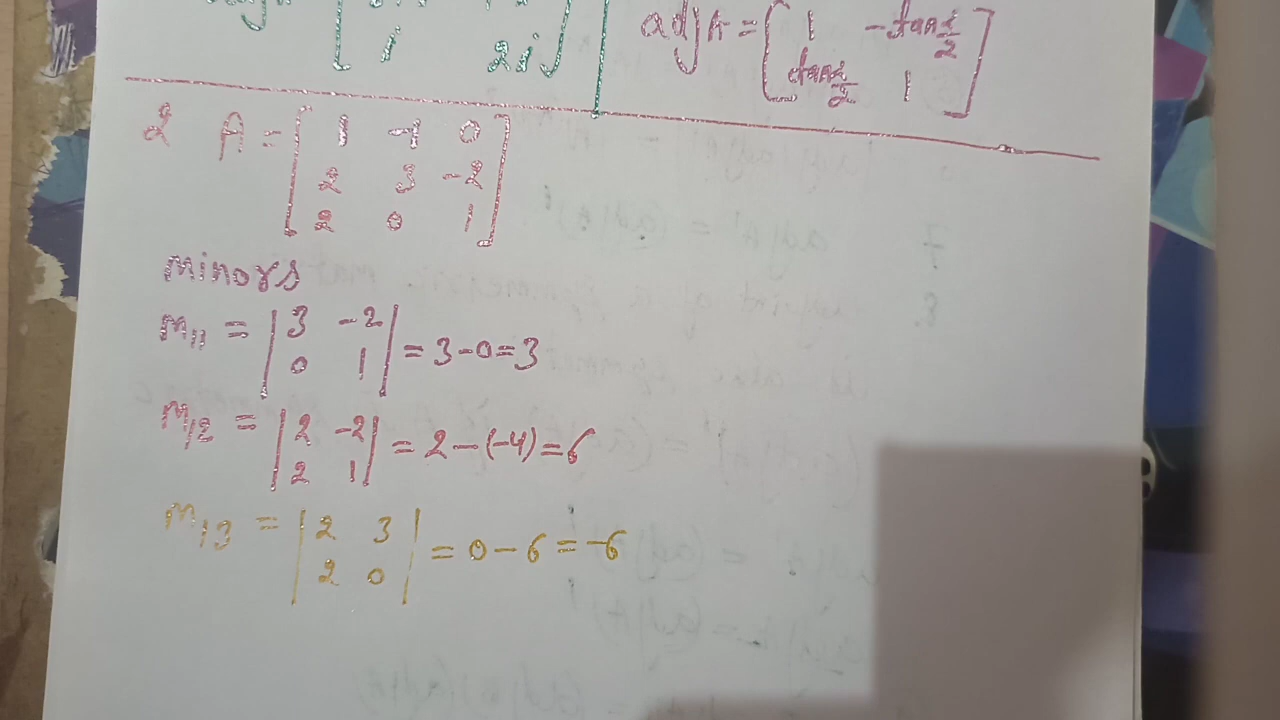 i 2i
adjA = [ 1 -tan α/2
tan α/2 1 ]
2 A = [ 1 -1 0
2 3 -2
2 0 1 ]
minors
M11 = | 3 -2
0 1 | = 3-0=3
M12 = | 2 -2
2 1 | = 2-(-4)=6
M13 = | 2 3
2 0 | = 0-6=-6